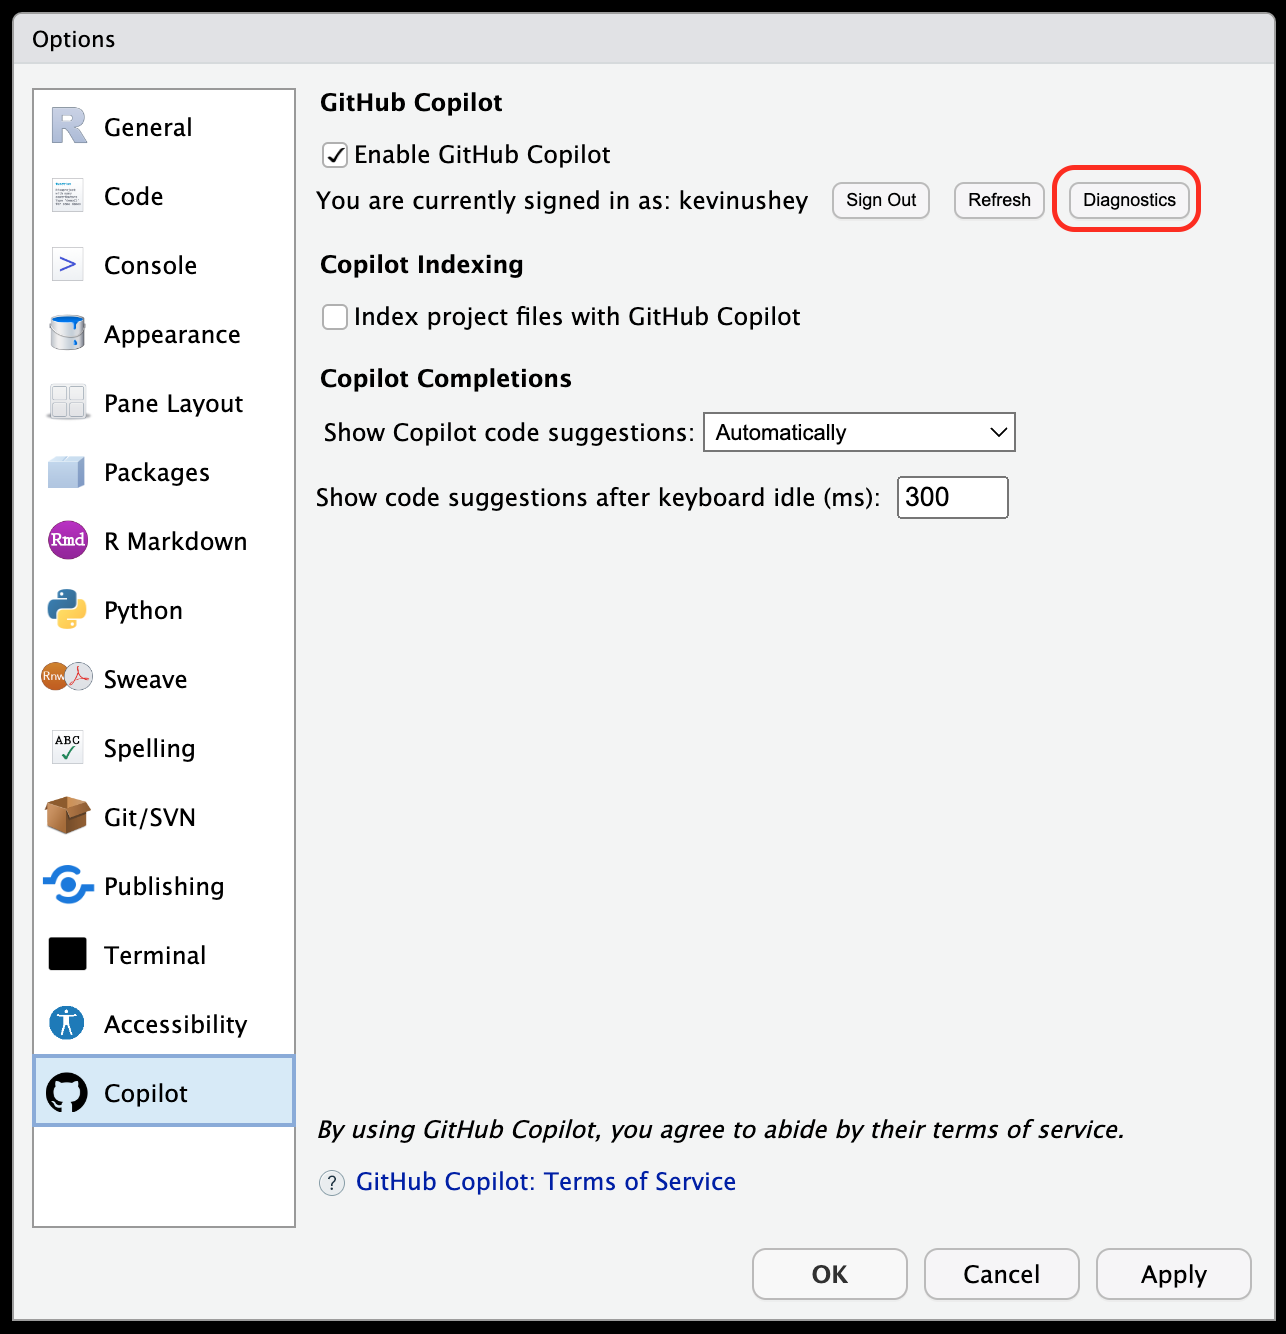 Options
General
Code
Console
Appearance
Pane Layout
Packages
Rmd
R Markdown
Python
Rnw
Sweave
ABC
Spelling
Git/SVN
Publishing
Terminal
Accessibility
Copilot
GitHub Copilot
Enable GitHub Copilot
You are currently signed in as: kevinushey Sign Out Refresh Diagnostics
Copilot Indexing
Index project files with GitHub Copilot
Copilot Completions
Show Copilot code suggestions: Automatically
Show code suggestions after keyboard idle (ms): 300
By using GitHub Copilot, you agree to abide by their terms of service.
? GitHub Copilot: Terms of Service
OK Cancel Apply